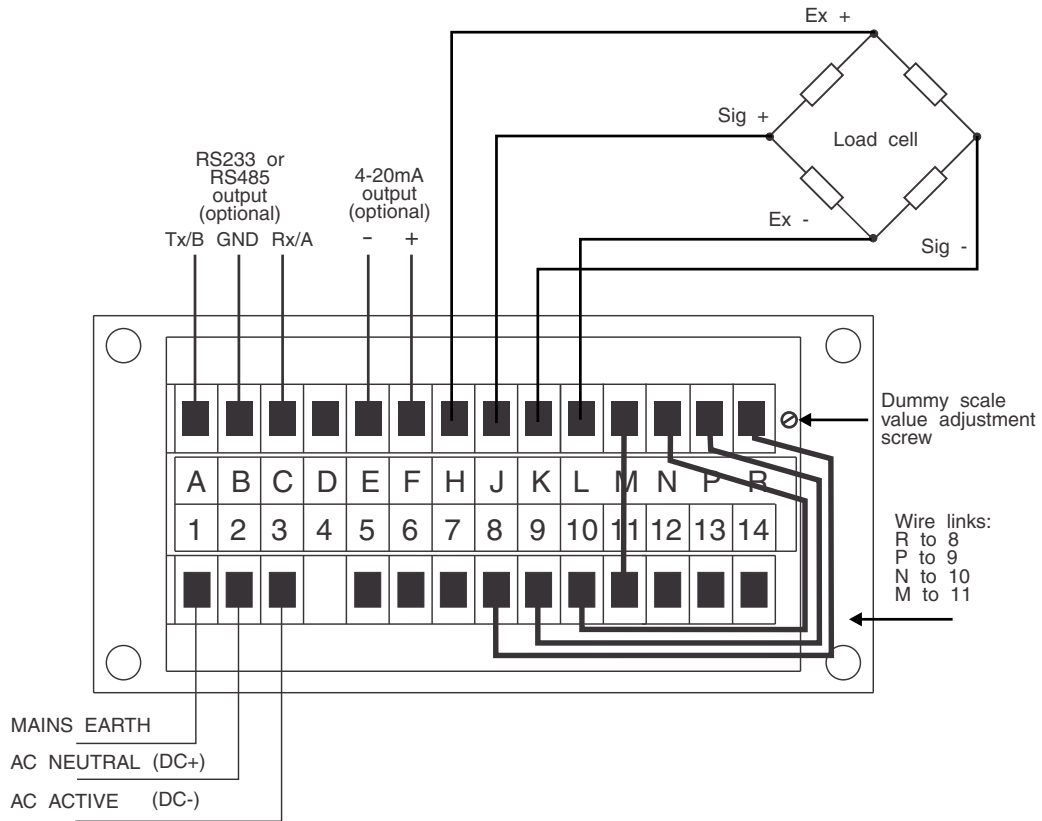 Ex +
Sig +
Load cell
Ex -
Sig -
RS233 or
RS485
output
(optional)
Tx/B GND Rx/A
4-20mA
output
(optional)
- +
Dummy scale
value adjustment
screw
A B C D E F H J K L M N P R
1 2 3 4 5 6 7 8 9 10 11 12 13 14
Wire links:
R to 8
P to 9
N to 10
M to 11
MAINS EARTH
AC NEUTRAL (DC+)
AC ACTIVE (DC-)